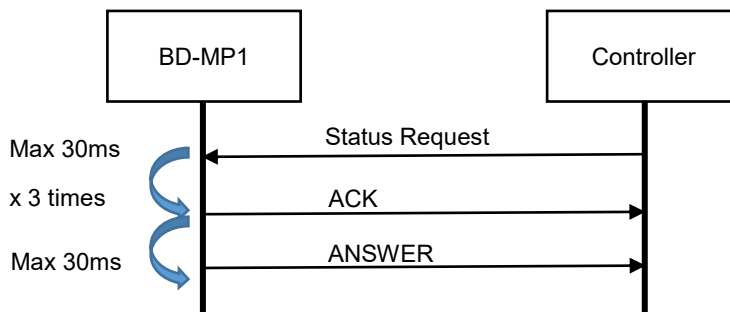 BD-MP1
Controller
Status Request
Max 30ms
x 3 times
ACK
ANSWER
Max 30ms